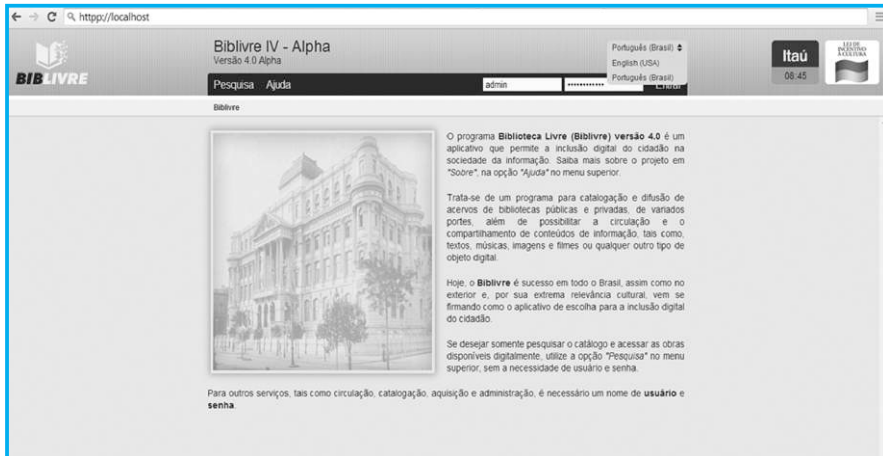 httpp://localhost
BIBLIVRE
Biblivre IV - Alpha
Versão 4.0 Alpha
Português (Brasil)
English (USA)
Português (Brasil)
Itaú
08:45
LEI DE
INCENTIVO
À CULTURA
Pesquisa Ajuda
admin
Entrar
Biblivre
O programa Biblioteca Livre (Biblivre) versão 4.0 é um
aplicativo que permite a inclusão digital do cidadão na
sociedade da informação. Saiba mais sobre o projeto em
"Sobre", na opção "Ajuda" no menu superior.
Trata-se de um programa para catalogação e difusão de
acervos de bibliotecas públicas e privadas, de variados
portes, além de possibilitar a circulação e o
compartilhamento de conteúdos de informação, tais como,
textos, músicas, imagens e filmes ou qualquer outro tipo de
objeto digital.
Hoje, o Biblivre é sucesso em todo o Brasil, assim como no
exterior e, por sua extrema relevância cultural, vem se
firmando como o aplicativo de escolha para a inclusão digital
do cidadão.
Se desejar somente pesquisar o catálogo e acessar as obras
disponíveis digitalmente, utilize a opção "Pesquisa" no menu
superior, sem a necessidade de usuário e senha.
Para outros serviços, tais como circulação, catalogação, aquisição e administração, é necessário um nome de usuário e
senha.